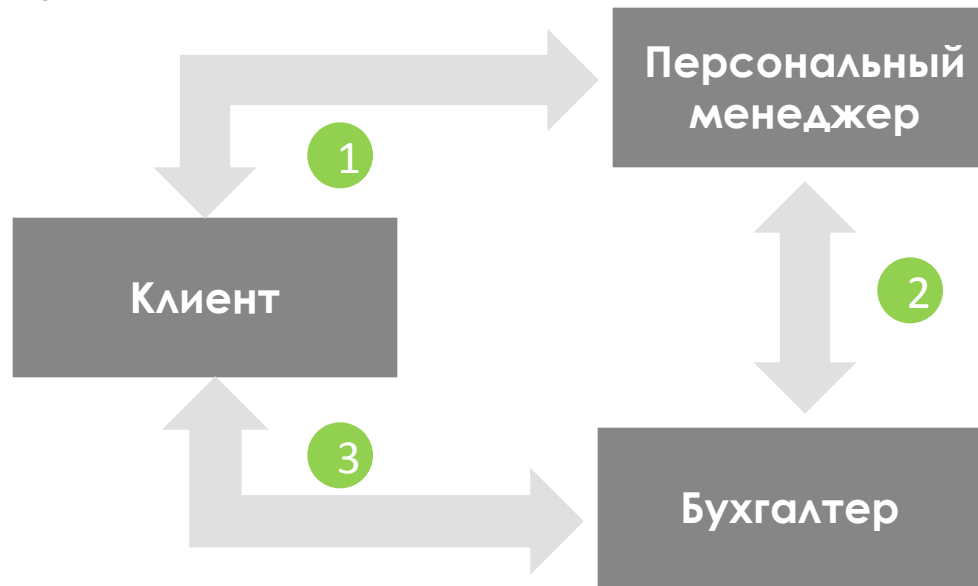 Персональный
менеджер
1
Клиент
2
3
Бухгалтер